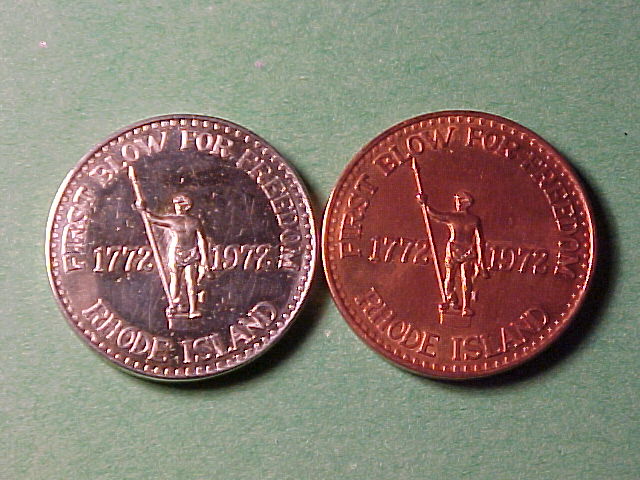 FIRST BLOW FOR FREEDOM
1772 1972
RHODE ISLAND
FIRST BLOW FOR FREEDOM
1772 1972
RHODE ISLAND